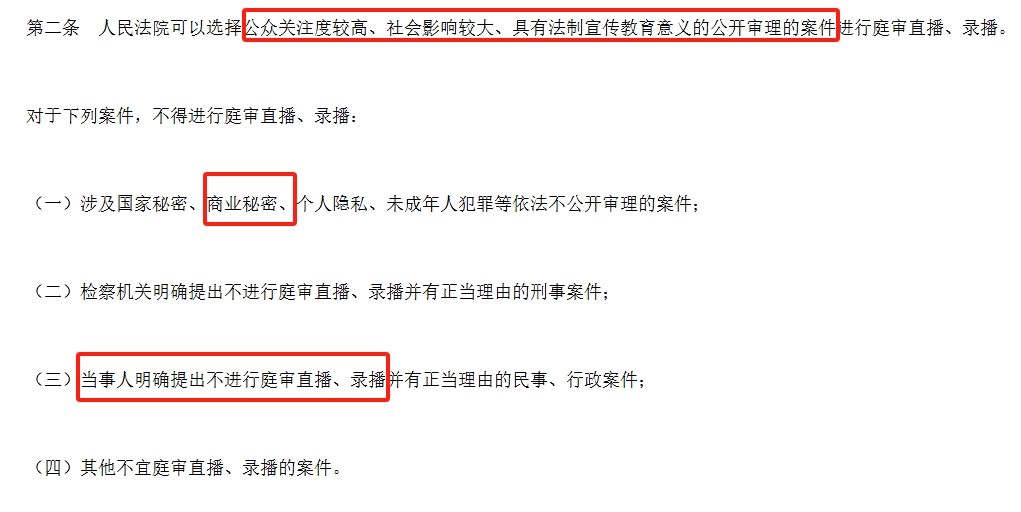 第二条　人民法院可以选择公众关注度较高、社会影响较大、具有法制宣传教育意义的公开审理的案件进行庭审直播、录播。
对于下列案件，不得进行庭审直播、录播：
（一）涉及国家秘密、商业秘密、个人隐私、未成年人犯罪等依法不公开审理的案件；
（二）检察机关明确提出不进行庭审直播、录播并有正当理由的刑事案件；
（三）当事人明确提出不进行庭审直播、录播并有正当理由的民事、行政案件；
（四）其他不宜庭审直播、录播的案件。